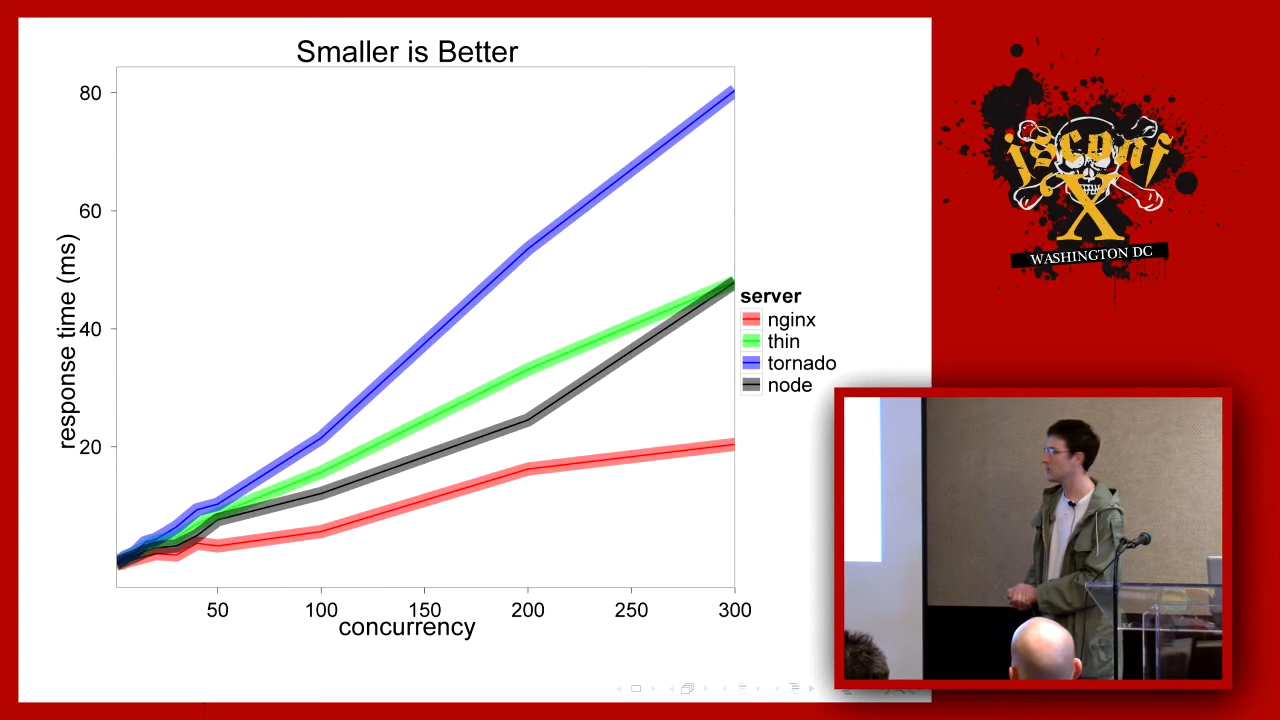 Smaller is Better
80
60
40
20
response time (ms)
50
100
150
200
250
300
concurrency
server
nginx
thin
tornado
node
jsconf
X
WASHINGTON DC